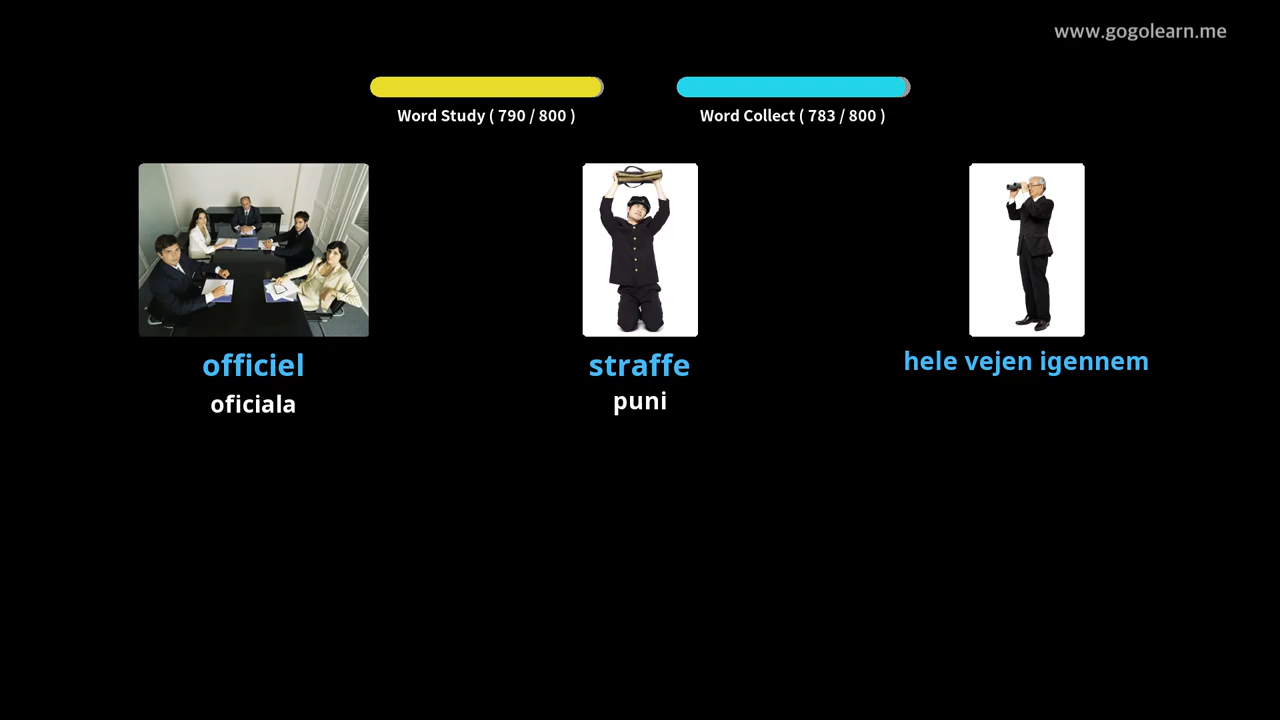 www.gogolearn.me
Word Study ( 790 / 800 )
Word Collect ( 783 / 800 )
officiel
oficiala
straffe
puni
hele vejen igennem